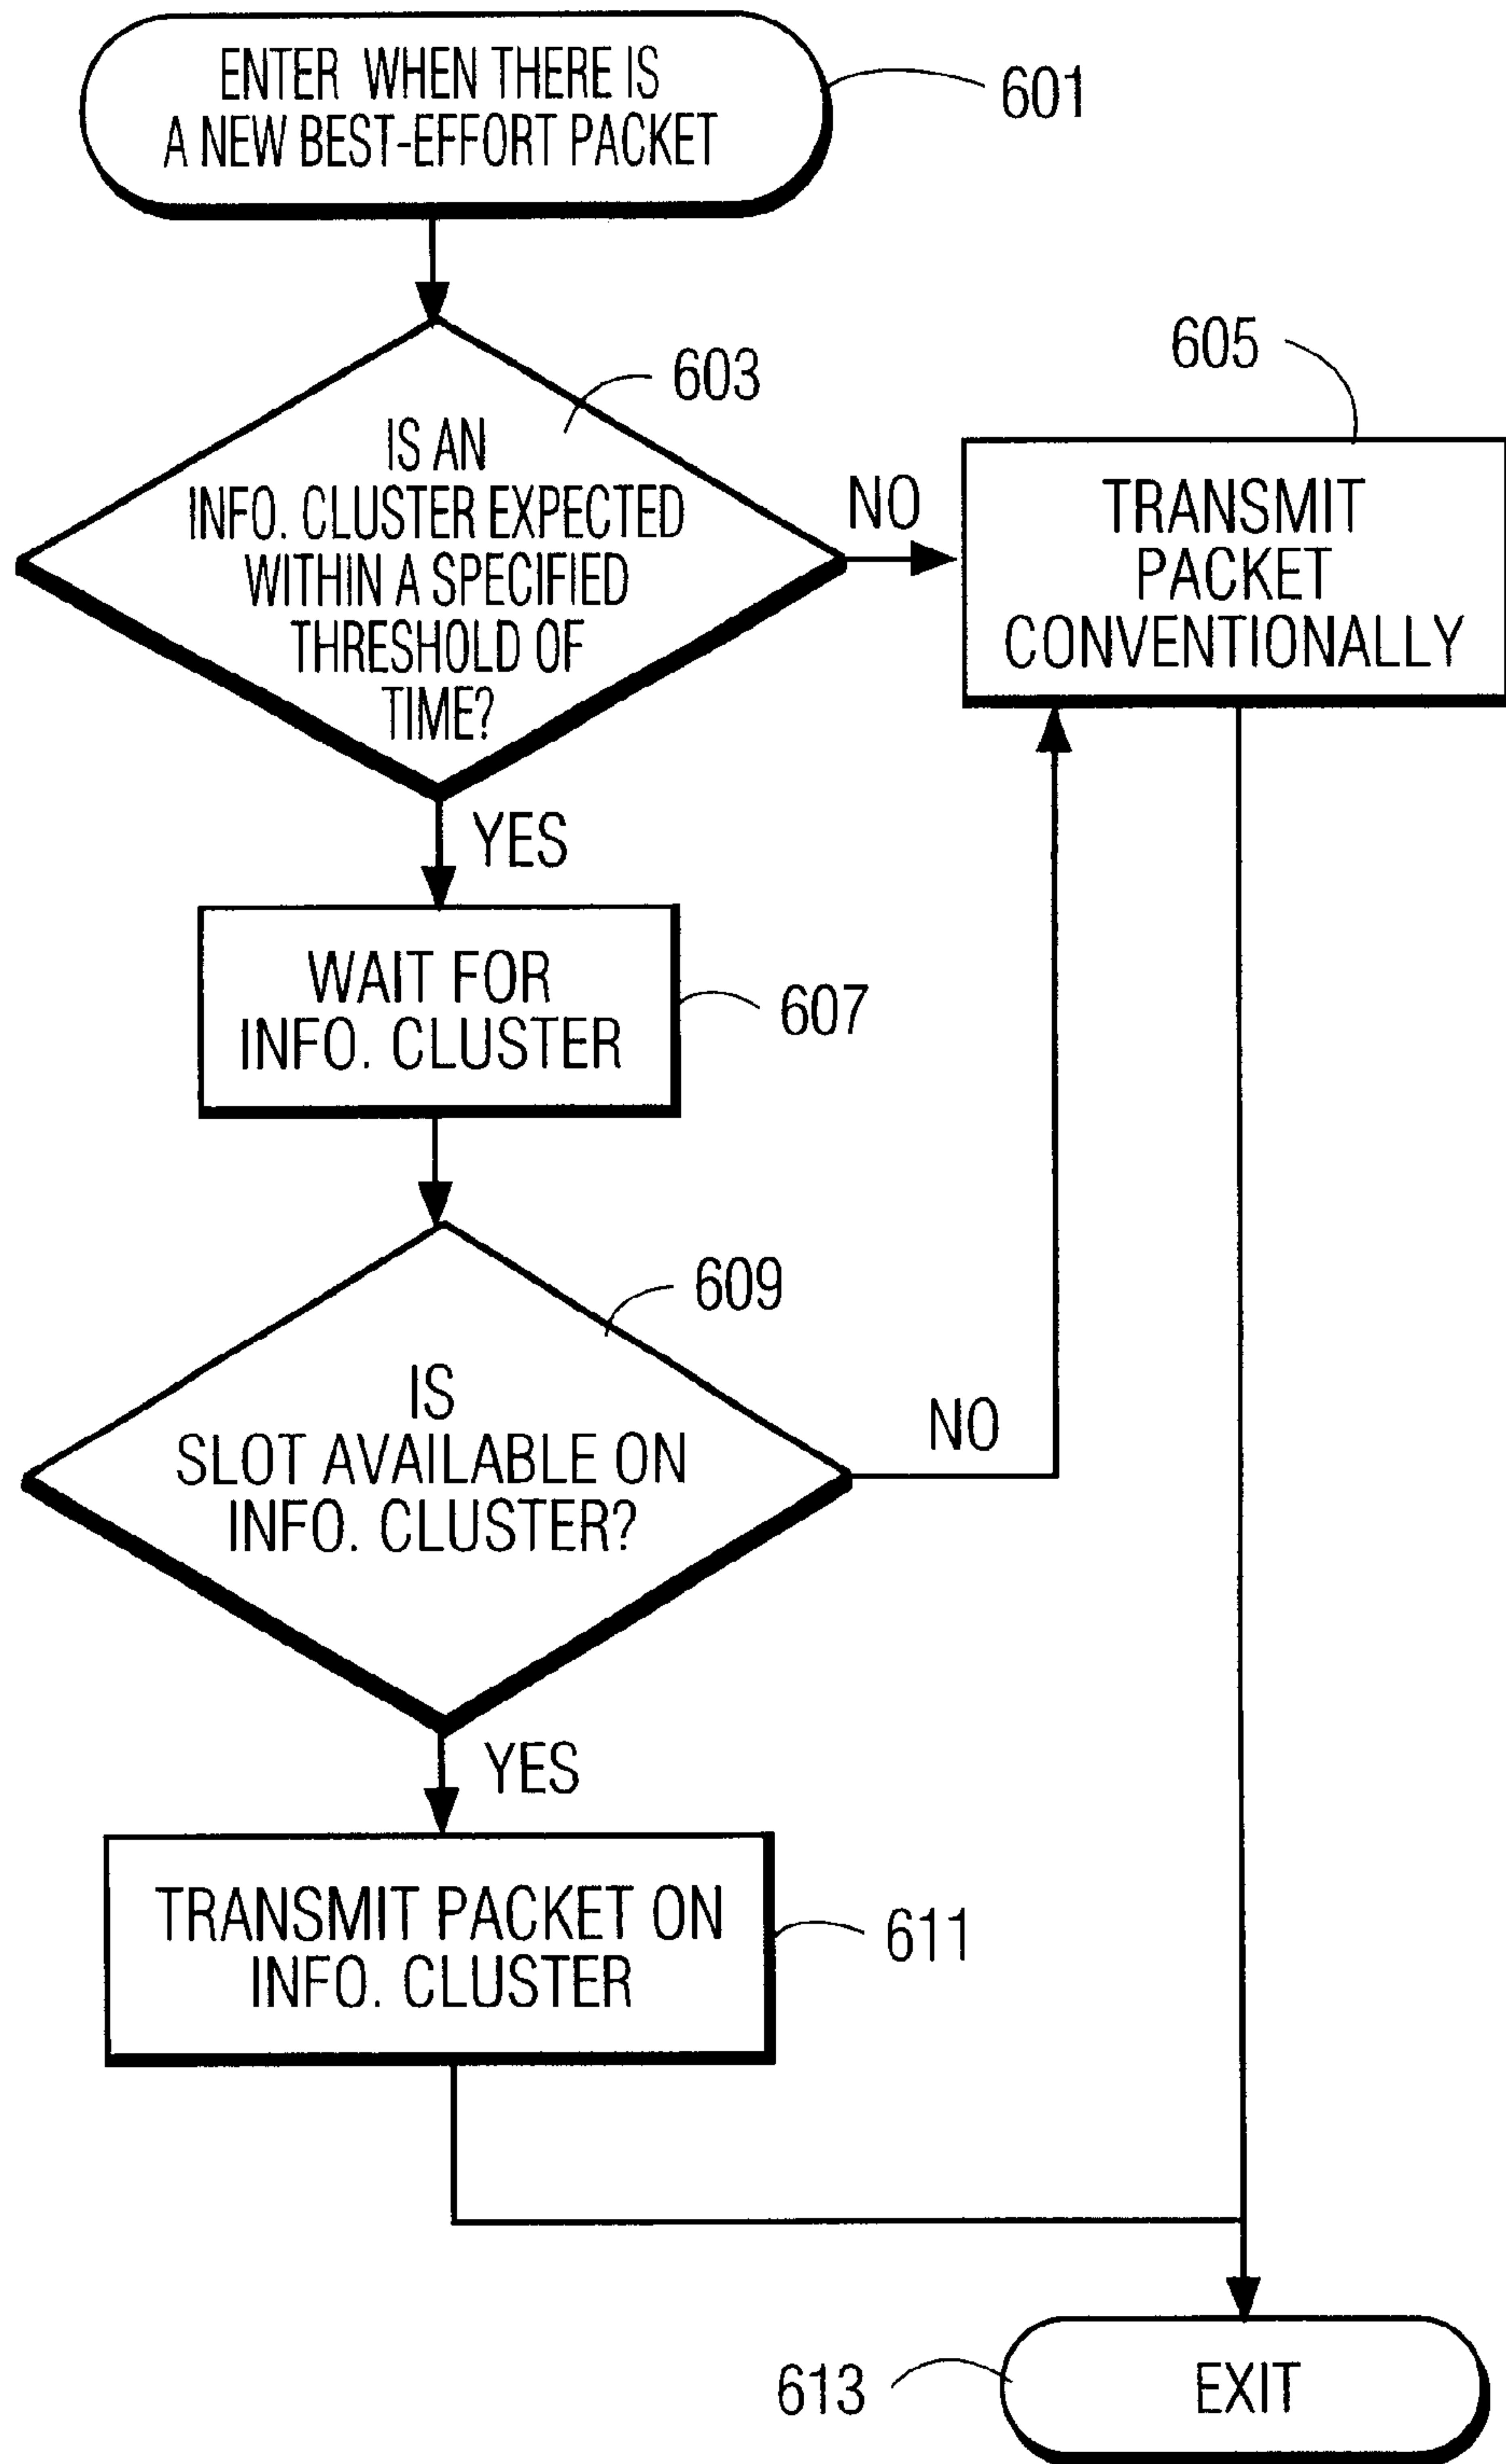 ENTER WHEN THERE IS
A NEW BEST-EFFORT PACKET
601
603
IS AN
INFO. CLUSTER EXPECTED
WITHIN A SPECIFIED
THRESHOLD OF
TIME?
NO
605
TRANSMIT
PACKET
CONVENTIONALLY
YES
WAIT FOR
INFO. CLUSTER
607
609
IS
SLOT AVAILABLE ON
INFO. CLUSTER?
NO
YES
TRANSMIT PACKET ON
INFO. CLUSTER
611
613
EXIT